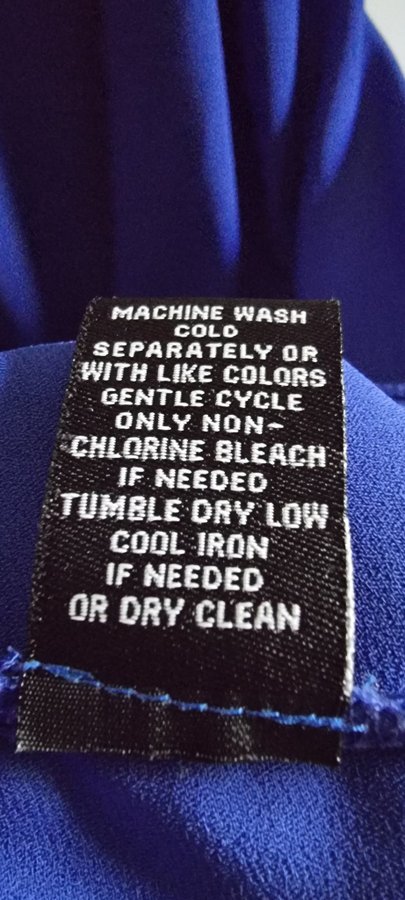 MACHINE WASH
COLD
SEPARATELY OR
WITH LIKE COLORS
GENTLE CYCLE
ONLY NON-
CHLORINE BLEACH
IF NEEDED
TUMBLE DRY LOW
COOL IRON
IF NEEDED
OR DRY CLEAN